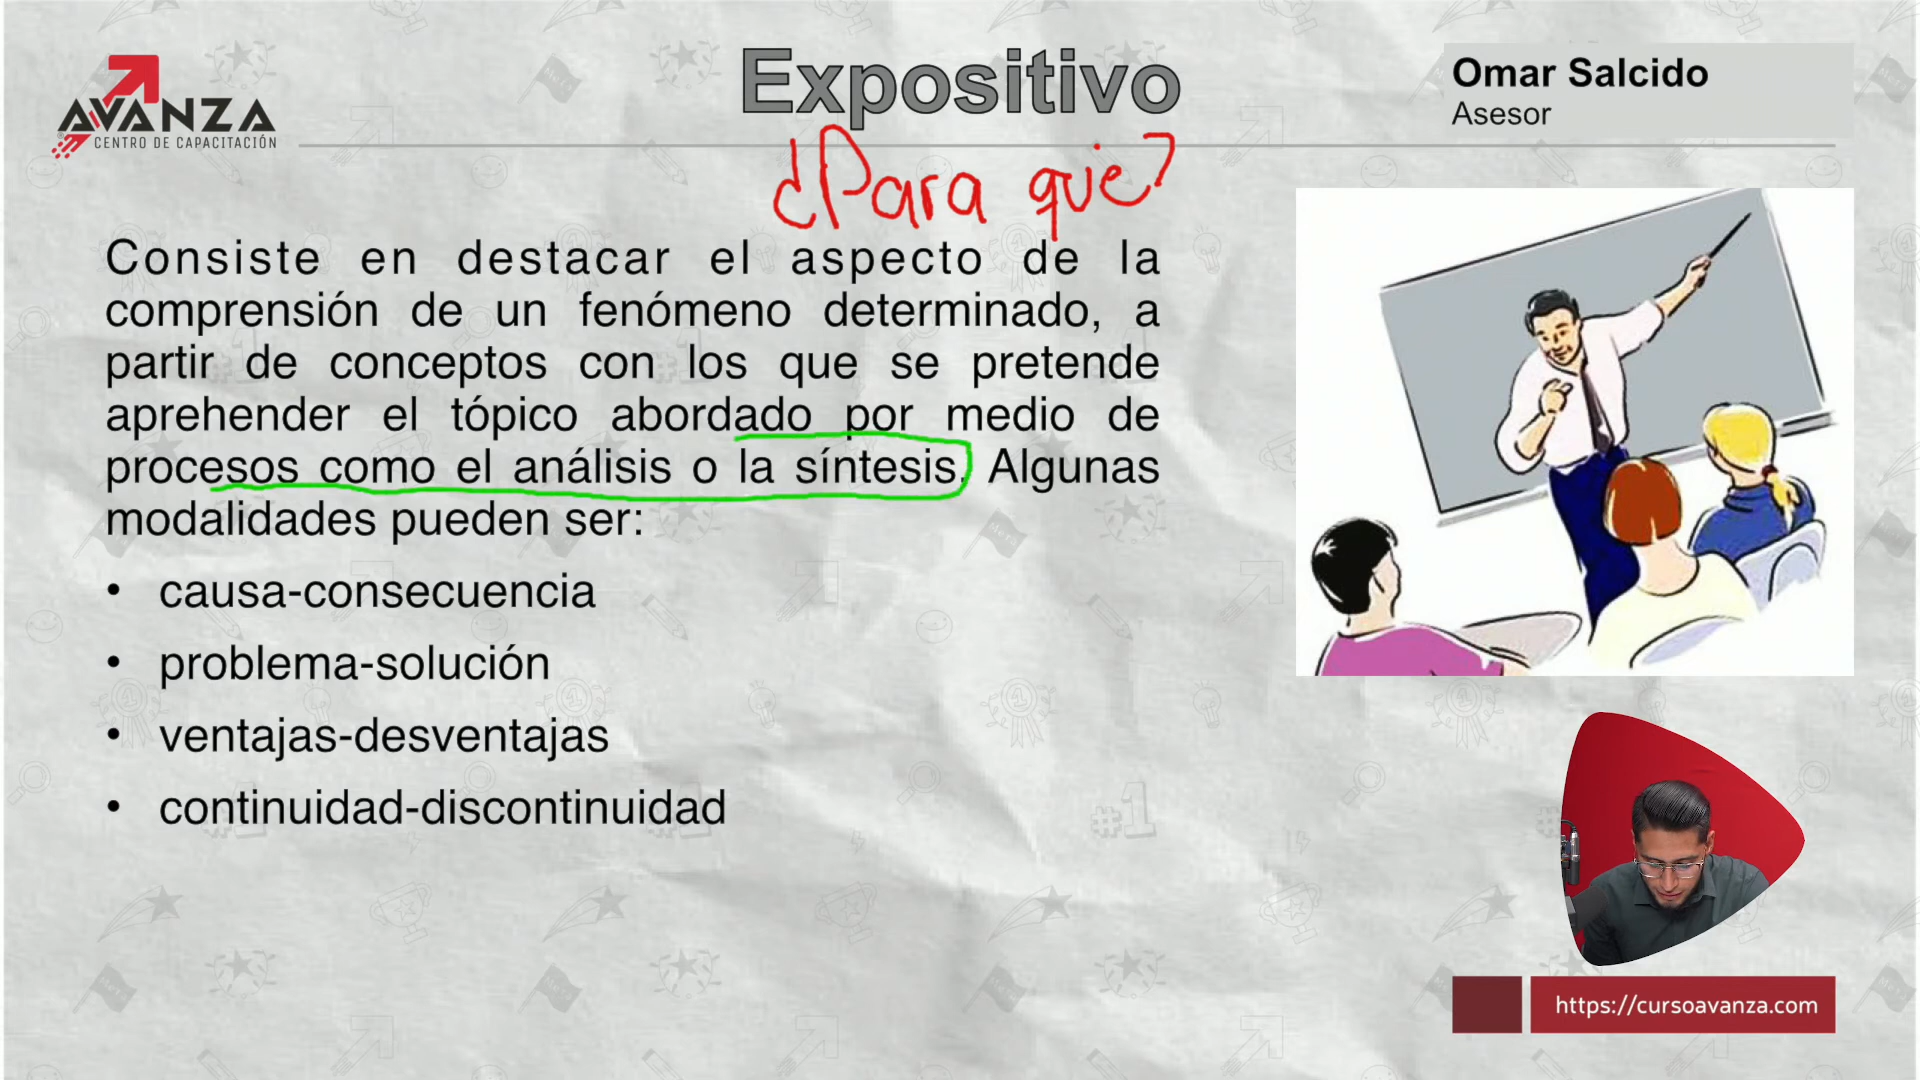 AVANZA
CENTRO DE CAPACITACIÓN
Expositivo
Omar Salcido
Asesor
¿Para que?
Consiste en destacar el aspecto de la
comprensión de un fenómeno determinado, a
partir de conceptos con los que se pretende
aprehender el tópico abordado por medio de
procesos como el análisis o la síntesis. Algunas
modalidades pueden ser:
• causa-consecuencia
• problema-solución
• ventajas-desventajas
• continuidad-discontinuidad
https://cursoavanza.com